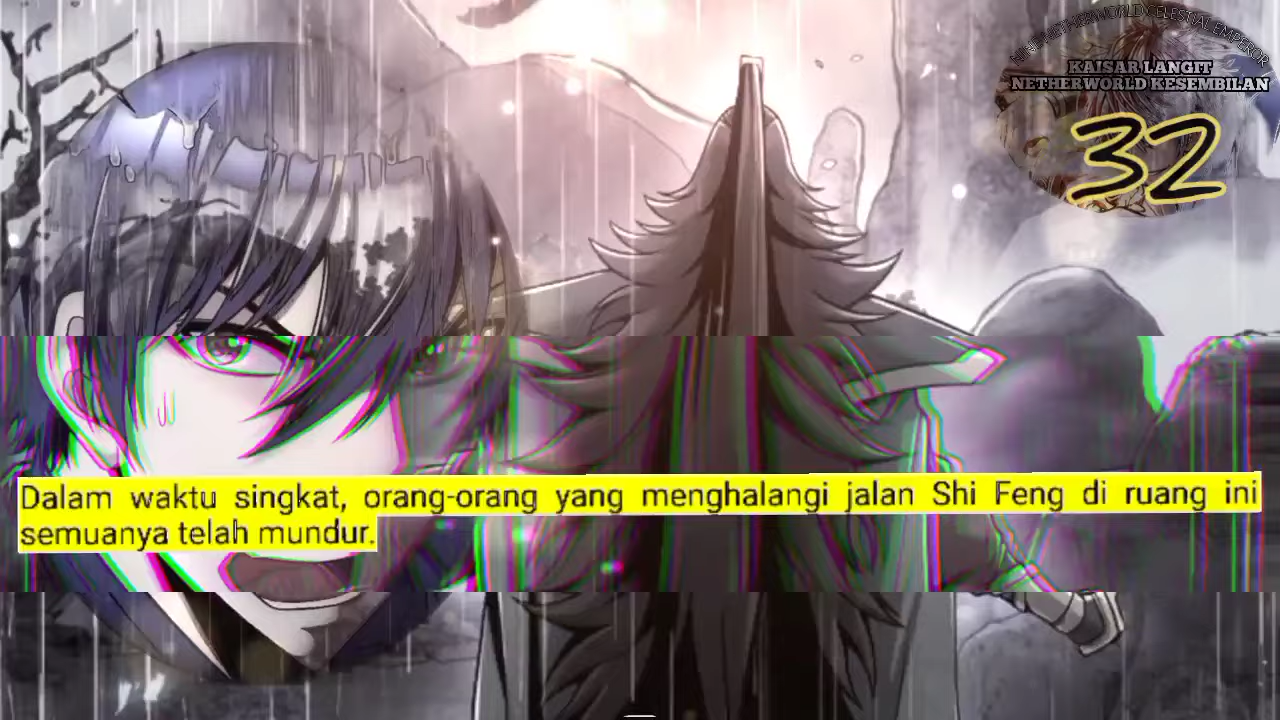 KAISAR LANGIT
NETHERWORLD KESEMBILAN
32
Dalam waktu singkat, orang-orang yang menghalangi jalan Shi Feng di ruang ini
semuanya telah mundur.